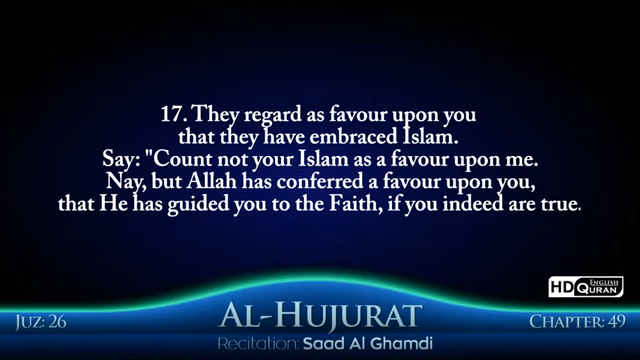 17. They regard as favour upon you
that they have embraced Islam.
Say: "Count not your Islam as a favour upon me.
Nay, but Allah has conferred a favour upon you,
that He has guided you to the Faith, if you indeed are true.
HD ENGLISH QURAN
JUZ: 26
AL-HUJURAT
CHAPTER: 49
Recitation: Saad Al Ghamdi